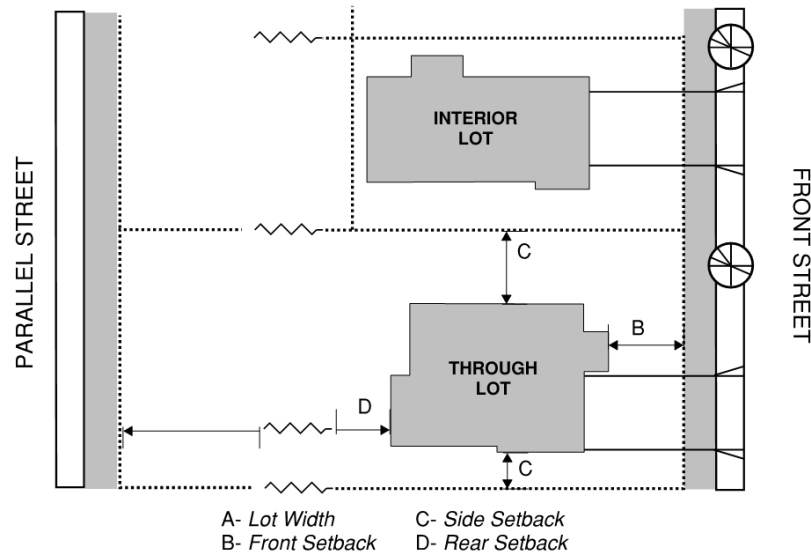 PARALLEL STREET
INTERIOR
LOT
FRONT STREET
C
B
THROUGH
LOT
D
C
A- Lot Width
C- Side Setback
B- Front Setback
D- Rear Setback